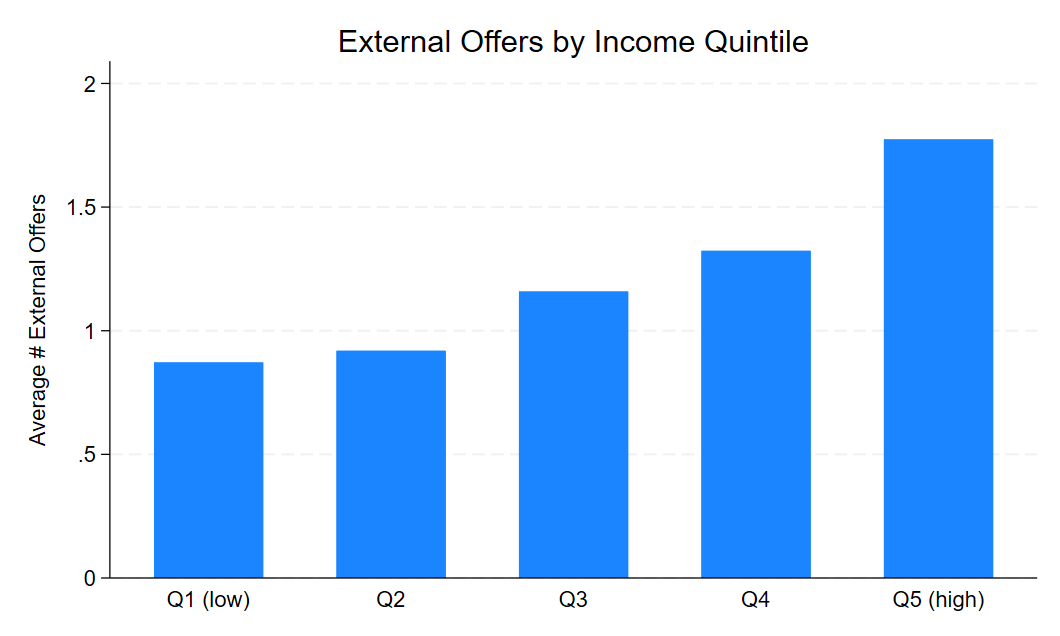 External Offers by Income Quintile
Average # External Offers
2
1.5
1
.5
0
Q1 (low)
Q2
Q3
Q4
Q5 (high)